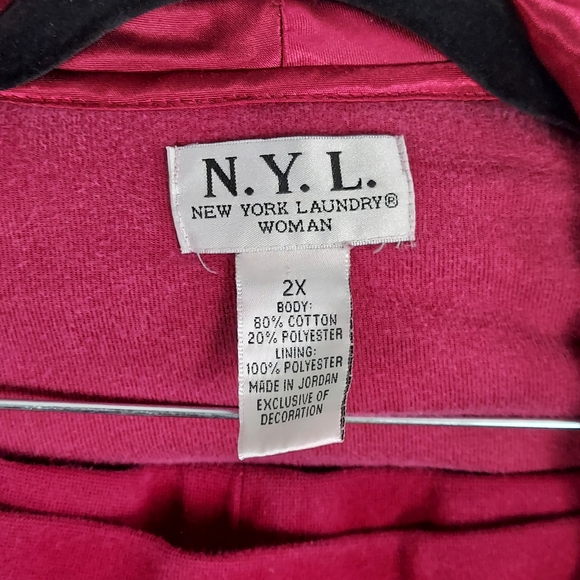 N.Y.L.
NEW YORK LAUNDRY®
WOMAN
2X
BODY:
80% COTTON
20% POLYESTER
LINING:
100% POLYESTER
MADE IN JORDAN
EXCLUSIVE OF
DECORATION